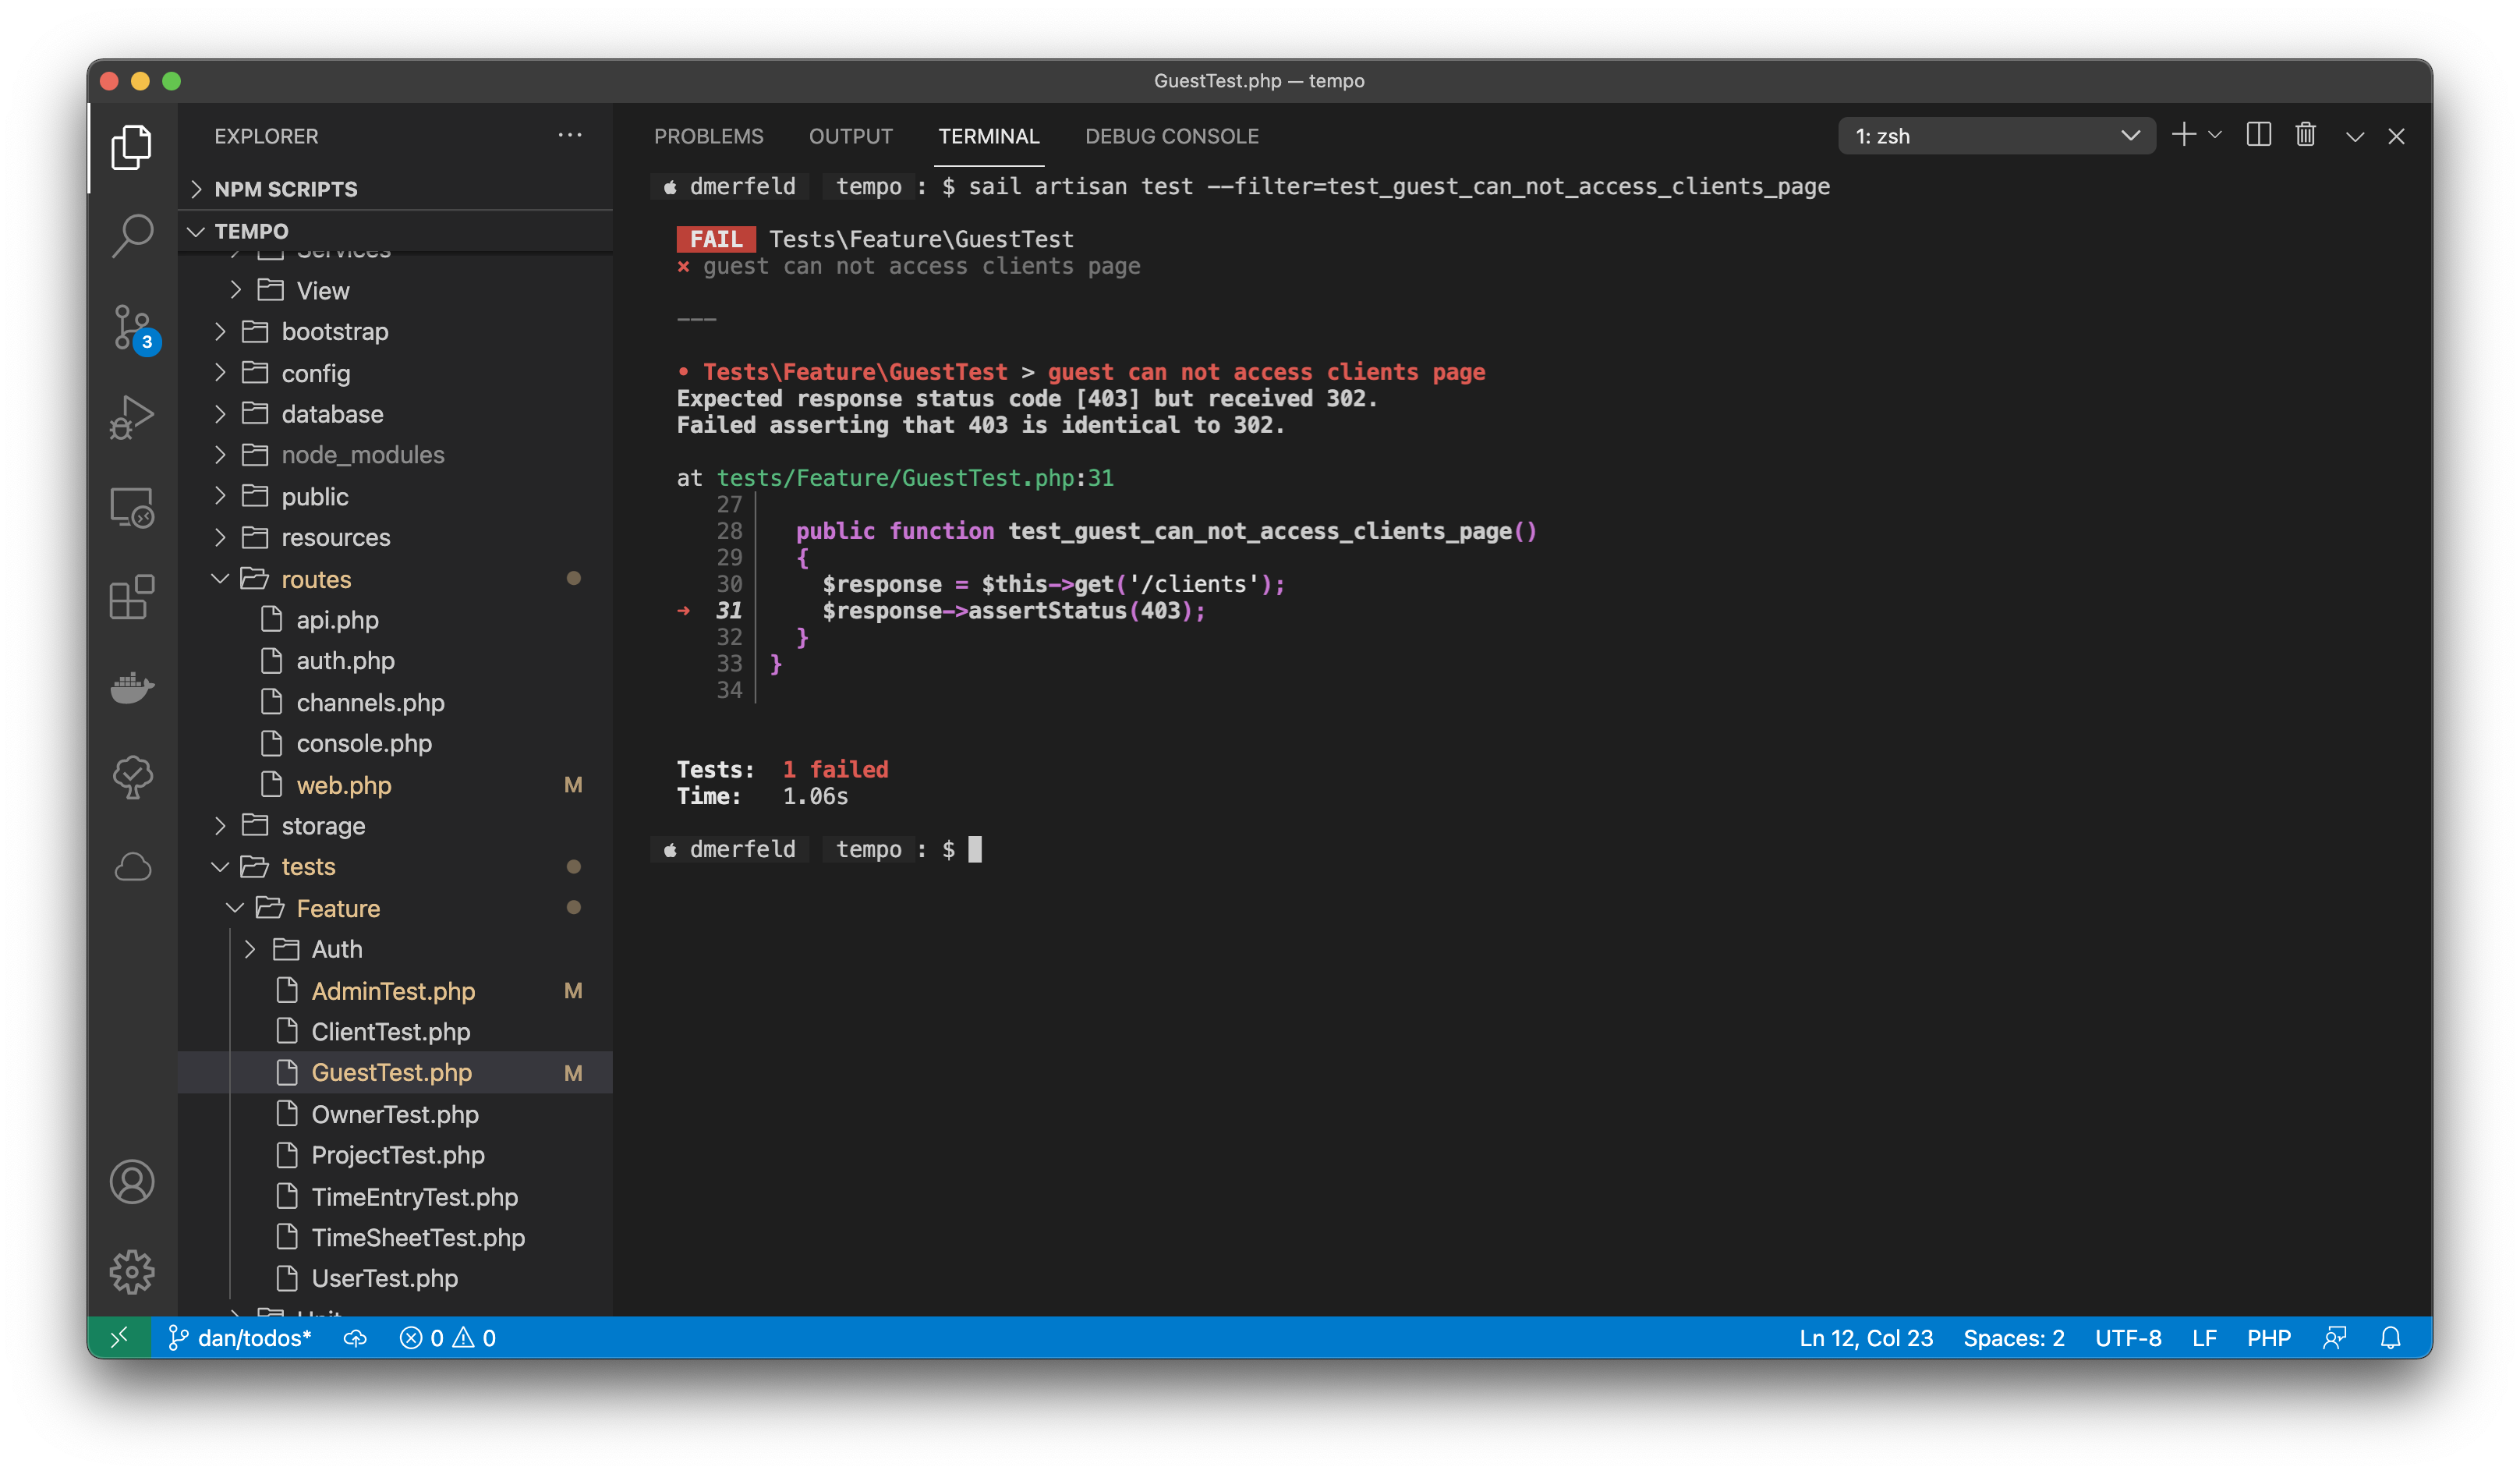 GuestTest.php — tempo
EXPLORER
NPM SCRIPTS
TEMPO
Services
View
bootstrap
config
database
node_modules
public
resources
routes
api.php
auth.php
channels.php
console.php
web.php M
storage
tests
Feature
Auth
AdminTest.php M
ClientTest.php
GuestTest.php M
OwnerTest.php
ProjectTest.php
TimeEntryTest.php
TimeSheetTest.php
UserTest.php
Unit
3
PROBLEMS OUTPUT TERMINAL DEBUG CONSOLE 1: zsh
dmerfeld tempo : $ sail artisan test --filter=test_guest_can_not_access_clients_page
FAIL Tests\Feature\GuestTest
× guest can not access clients page
———
• Tests\Feature\GuestTest > guest can not access clients page
Expected response status code [403] but received 302.
Failed asserting that 403 is identical to 302.
at tests/Feature/GuestTest.php:31
27
28 public function test_guest_can_not_access_clients_page()
29 {
30 $response = $this->get('/clients');
➜ 31 $response->assertStatus(403);
32 }
33 }
34
Tests: 1 failed
Time: 1.06s
dmerfeld tempo : $
dan/todos* 0 0 Ln 12, Col 23 Spaces: 2 UTF-8 LF PHP